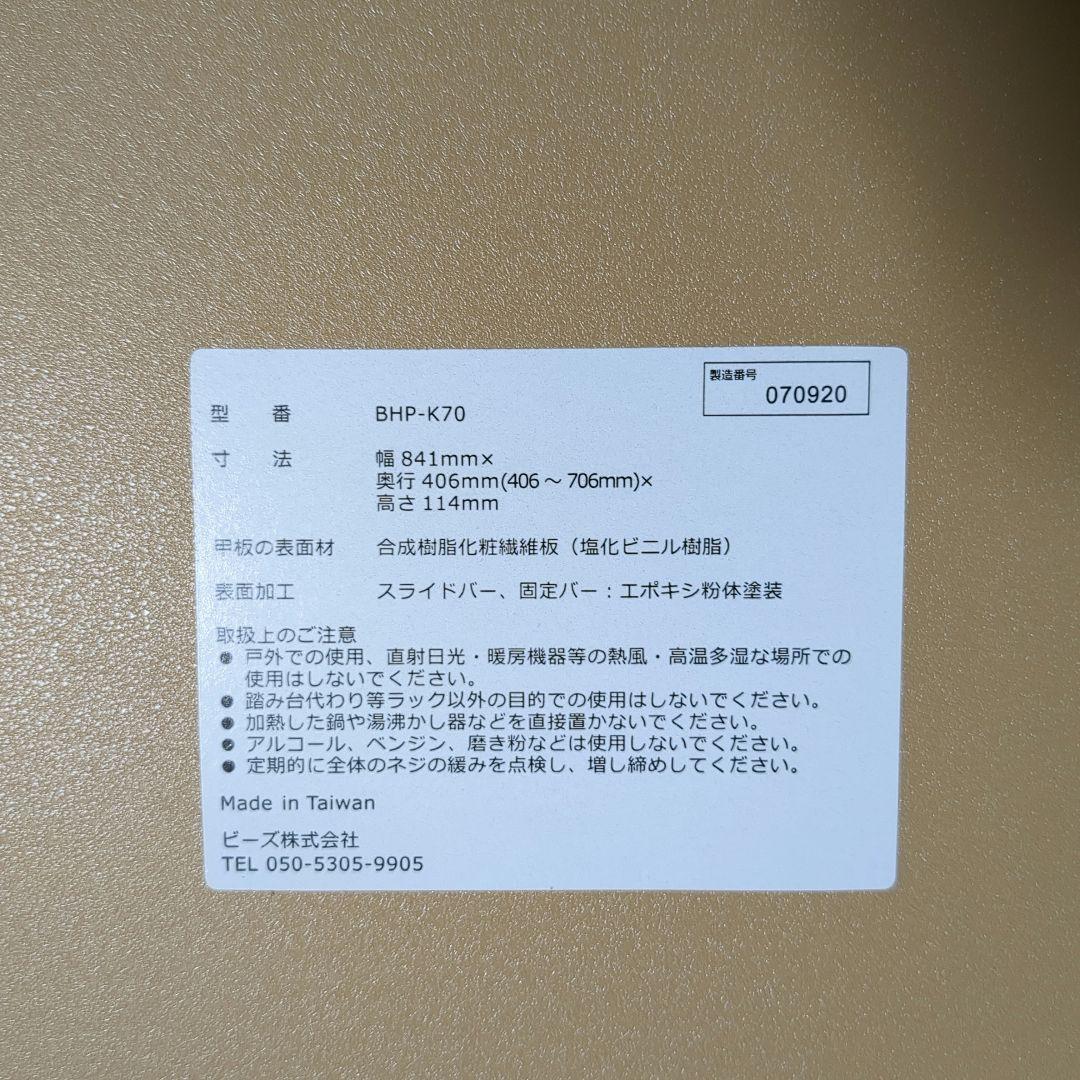 製造番号
070920
型番 BHP-K70
寸法 幅 841mm×
奥行 406mm(406 ～ 706mm)×
高さ 114mm
甲板の表面材 合成樹脂化粧繊維板（塩化ビニル樹脂）
表面加工 スライドバー、固定バー：エポキシ粉体塗装
取扱上のご注意
● 戸外での使用、直射日光・暖房機器等の熱風・高温多湿な場所での
使用はしないでください。
● 踏み台代わり等ラック以外の目的での使用はしないでください。
● 加熱した鍋や湯沸かし器などを直接置かないでください。
● アルコール、ベンジン、磨き粉などは使用しないでください。
● 定期的に全体のネジの緩みを点検し、増し締めしてください。
Made in Taiwan
ビーズ株式会社
TEL 050-5305-9905